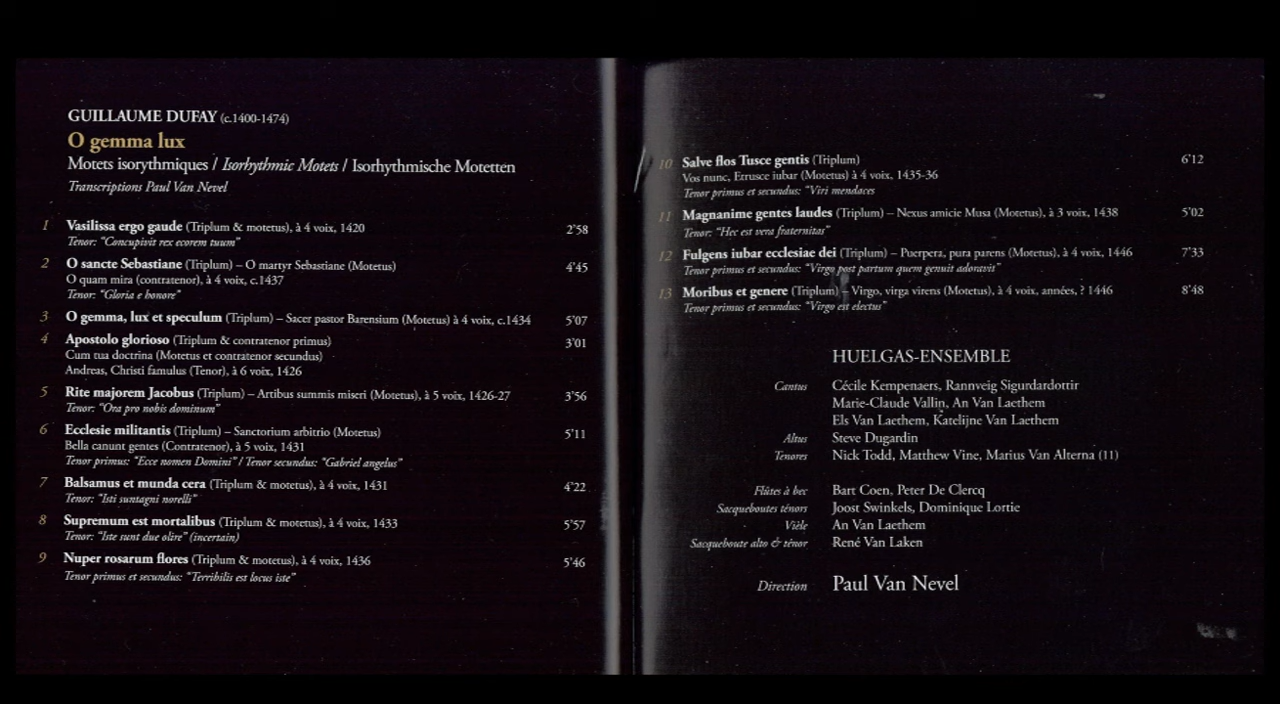 GUILLAUME DUFAY (c.1400-1474)
O gemma lux
Motets isorythmiques / Isorhythmic Motets / Isorhythmische Motetten
Transcriptions Paul Van Nevel
1 Vasilissa ergo gaude (Triplum & motetus), à 4 voix, 1420 2'58
Tenor: "Concupivit rex ecorem tuum"
2 O sancte Sebastiane (Triplum) – O martyr Sebastiane (Motetus) 4'45
O quam mira (contratenor), à 4 voix, c.1437
Tenor: "Gloria e honore"
3 O gemma, lux et speculum (Triplum) – Sacer pastor Barensium (Motetus) à 4 voix, c.1434 5'07
4 Apostolo glorioso (Triplum & contratenor primus) 3'01
Cum tua doctrina (Motetus et contratenor secundus)
Andreas, Christi famulus (Tenor), à 6 voix, 1426
5 Rite majorem Jacobus (Triplum) – Artibus summis miseri (Motetus), à 5 voix, 1426-27 3'56
Tenor: "Ora pro nobis dominum"
6 Ecclesie militantis (Triplum) – Sanctorium arbitrio (Motetus) 5'11
Bella canunt gentes (Contratenor), à 5 voix, 1431
Tenor primus: "Ecce nomen Domini" / Tenor secundus: "Gabriel angelus"
7 Balsamus et munda cera (Triplum & motetus), à 4 voix, 1431 4'22
Tenor: "Isti suntagni norelli"
8 Supremum est mortalibus (Triplum & motetus), à 4 voix, 1433 5'57
Tenor: "Iste sunt due olire" (incertain)
9 Nuper rosarum flores (Triplum & motetus), à 4 voix, 1436 5'46
Tenor primus et secundus: "Terribilis est locus iste"
10 Salve flos Tusce gentis (Triplum) 6'12
Vos nunc, Etrusce iubar (Motetus) à 4 voix, 1435-36
Tenor primus et secundus: "Viri mendaces
11 Magnanime gentes laudes (Triplum) – Nexus amicie Musa (Motetus), à 3 voix, 1438 5'02
Tenor: "Hec est vera fraternitas"
12 Fulgens iubar ecclesiae dei (Triplum) – Puerpera, pura parens (Motetus), à 4 voix, 1446 7'33
Tenor primus et secundus: "Virgo post partum quem genuit adoravit"
13 Moribus et genere (Triplum) – Virgo, virga virens (Motetus), à 4 voix, années, ? 1446 8'48
Tenor primus et secundus: "Virgo est electus"
HUELGAS-ENSEMBLE
Cantus Cécile Kempenaers, Rannveig Sigurdardottir
Marie-Claude Vallin, An Van Laethem
Els Van Laethem, Katelijne Van Laethem
Altus Steve Dugardin
Tenores Nick Todd, Matthew Vine, Marius Van Alterna (11)
Flûtes à bec Bart Coen, Peter De Clercq
Sacqueboutes ténors Joost Swinkels, Dominique Lortie
Vièle An Van Laethem
Sacqueboute alto & ténor René Van Laken
Direction Paul Van Nevel